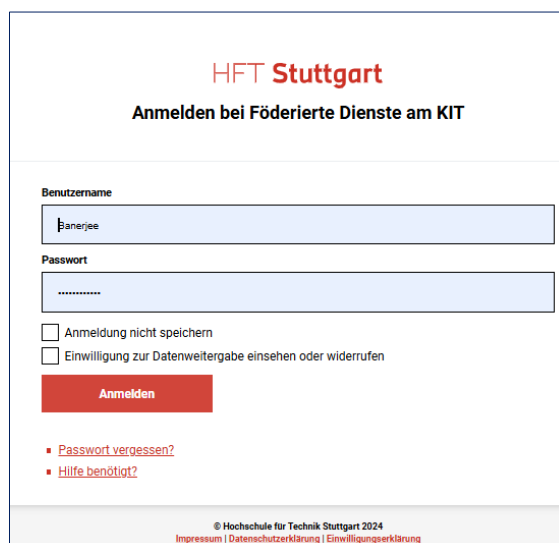 HFT Stuttgart
Anmelden bei Föderierte Dienste am KIT
Benutzername
Banerjee
Passwort
............
Anmeldung nicht speichern
Einwilligung zur Datenweitergabe einsehen oder widerrufen
Anmelden
Passwort vergessen?
Hilfe benötigt?
© Hochschule für Technik Stuttgart 2024
Impressum | Datenschutzerklärung | Einwilligungserklärung